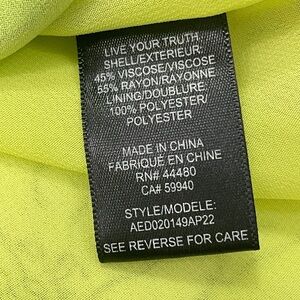 LIVE YOUR TRUTH
SHELL/EXTERIEUR:
45% VISCOSE/VISCOSE
55% RAYON/RAYONNE
LINING/DOUBLURE:
100% POLYESTER/
POLYESTER
MADE IN CHINA
FABRIQUÉ EN CHINE
RN# 44480
CA# 59940
STYLE/MODELE:
AED020149AP22
SEE REVERSE FOR CARE